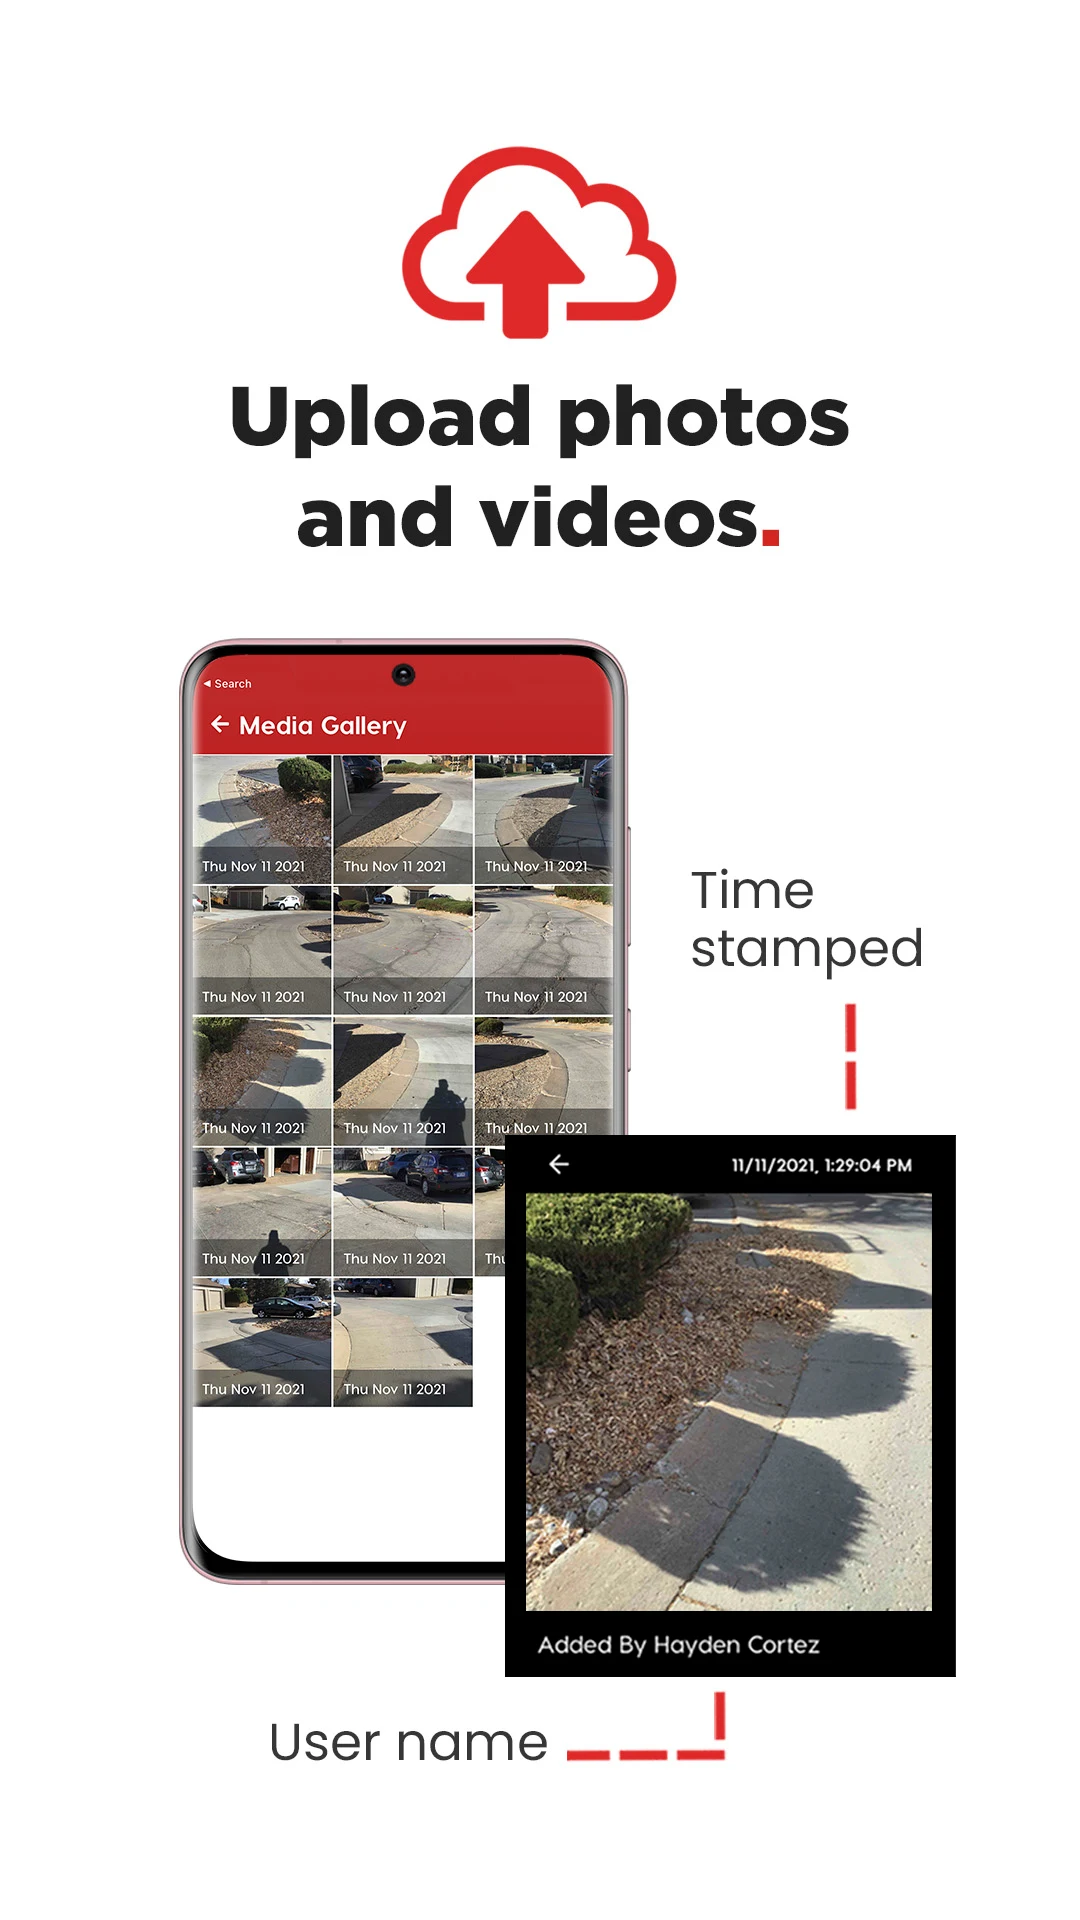 Upload photos
and videos.
◂ Search
← Media Gallery
Thu Nov 11 2021
Thu Nov 11 2021
Thu Nov 11 2021
Thu Nov 11 2021
Thu Nov 11 2021
Thu Nov 11 2021
Thu Nov 11 2021
Thu Nov 11 2021
Thu Nov 11 2021
Thu Nov 11 2021
Thu Nov 11 2021
Thu
Thu Nov 11 2021
Thu Nov 11 2021
Time
stamped
← 11/11/2021, 1:29:04 PM
Added By Hayden Cortez
User name